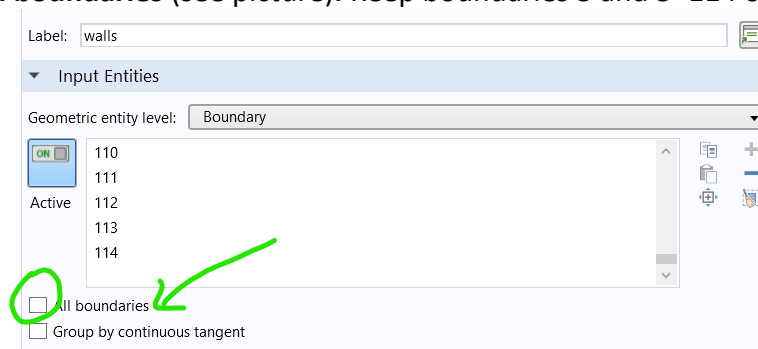 boundaries (see picture). Keep boundaries 3 and
Label: walls
Input Entities
Geometric entity level: Boundary
ON
110
111
Active 112
113
114
All boundaries
Group by continuous tangent